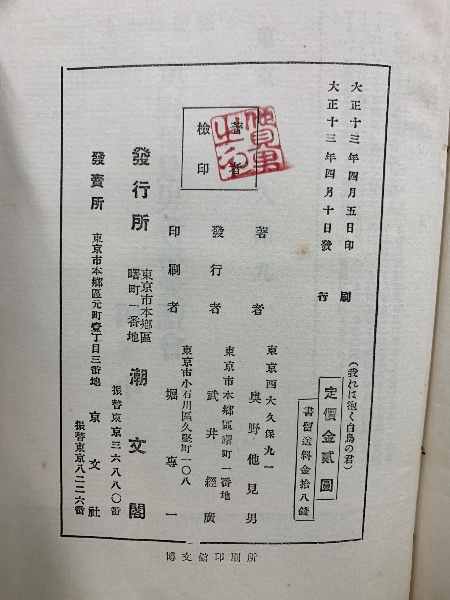 大正十三年四月五日印刷
大正十三年四月十日發行
(我れは抱く白鳥の君)
定價金貳圓
書留送料金拾八錢
著者檢印
東京西大久保九一
著者 奥野他見男
東京市本鄕區曙町一番地
發行者 武井經廣
東京市小石川區久堅町一〇八
印刷者 堀專一
發行所 東京市本鄕區曙町一番地 潮文閣
振替東京三六八八〇番
發賣所 東京市本鄕區元町壹丁目三番地 京文社
振替東京八二二六番
博文館印刷所